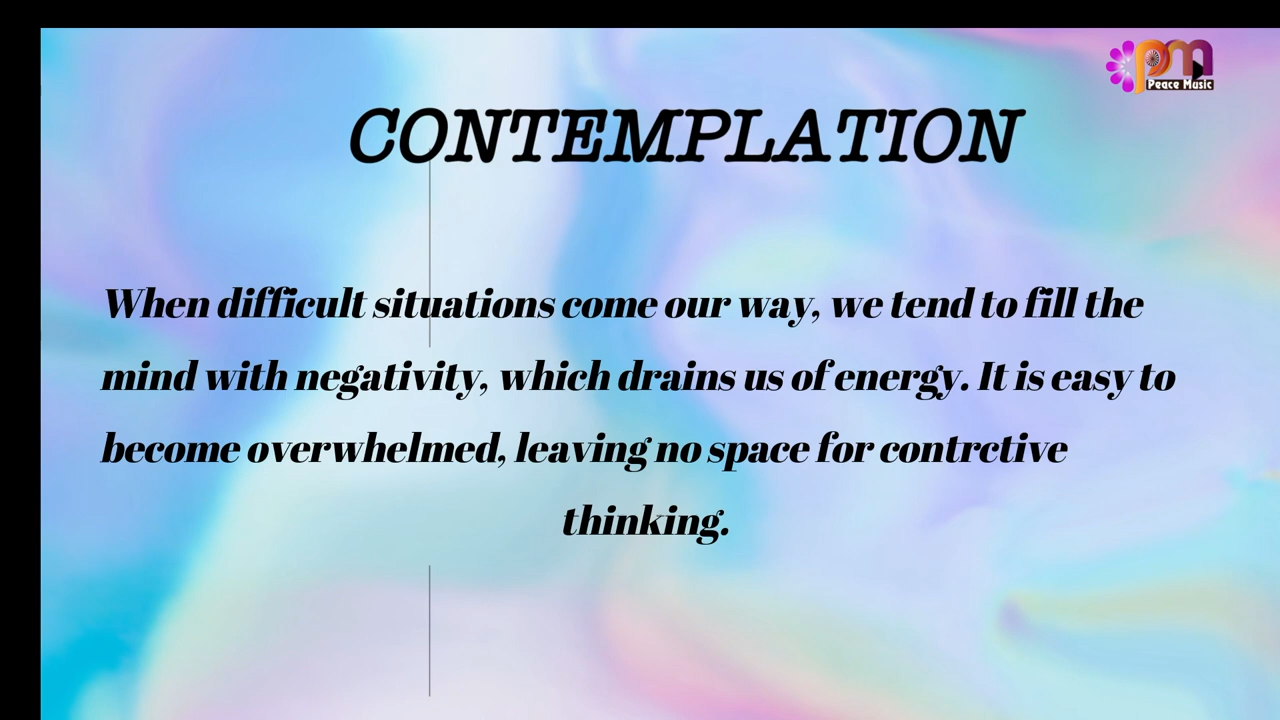 pm
Peace Music
CONTEMPLATION
When difficult situations come our way, we tend to fill the
mind with negativity, which drains us of energy. It is easy to
become overwhelmed, leaving no space for contrctive
thinking.